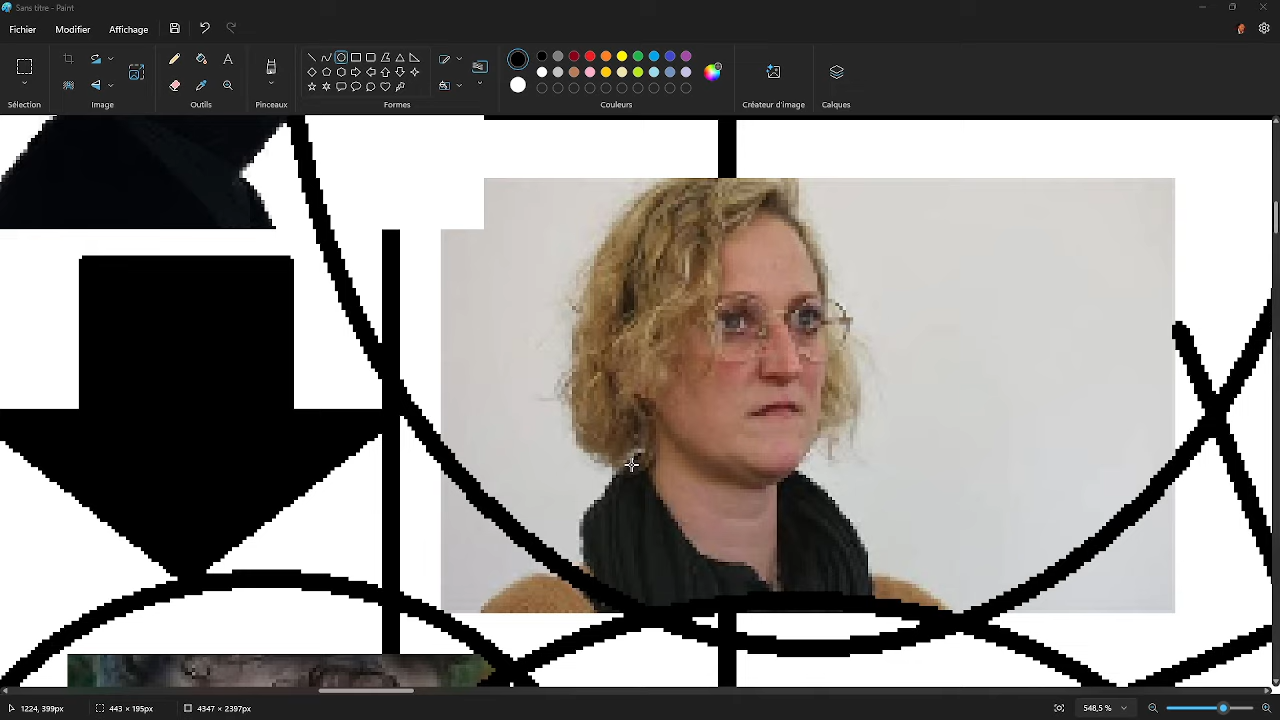 Sans titre - Paint
Fichier Modifier Affichage
Sélection Image Outils Pinceaux Formes Couleurs Créateur d'image Calques
A
1224, 399px 443 × 195px 4347 × 2397px 548,5 %